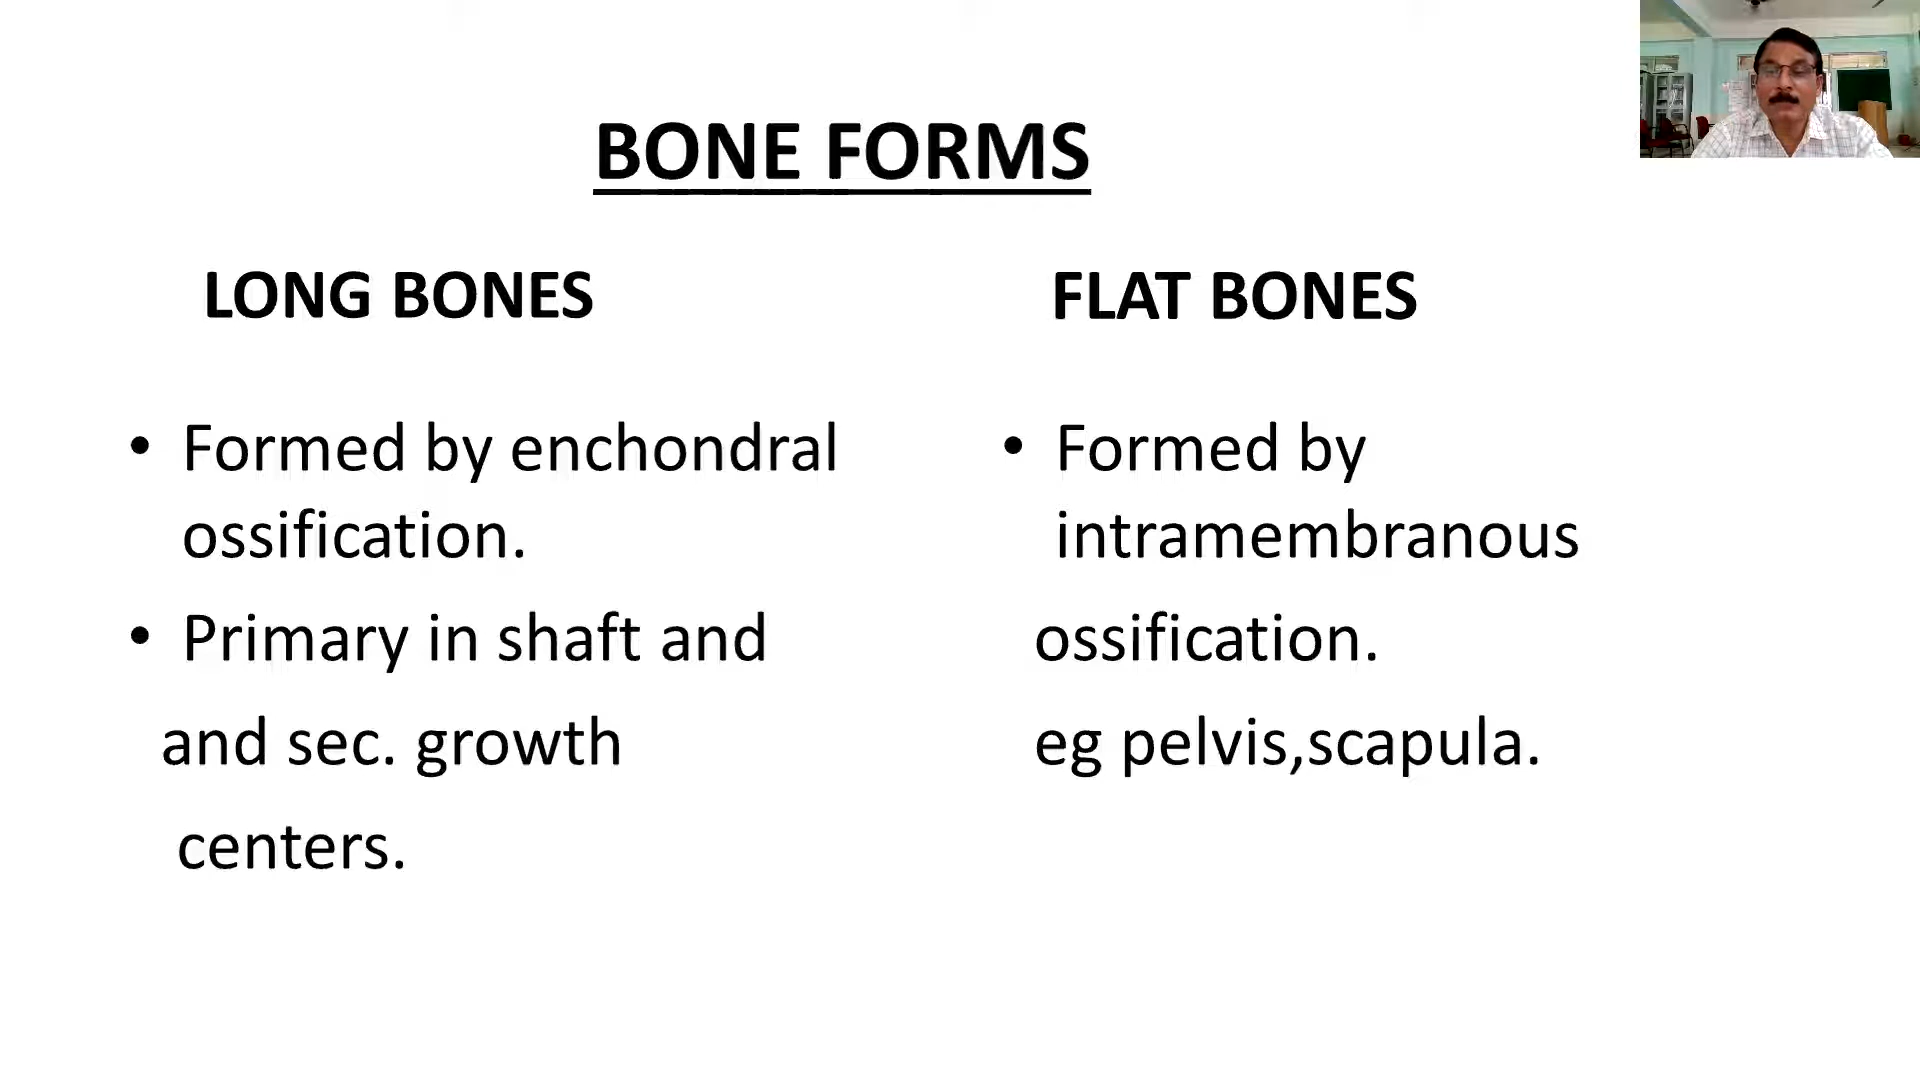 BONE FORMS
LONG BONES
• Formed by enchondral
ossification.
• Primary in shaft and
and sec. growth
centers.
FLAT BONES
• Formed by
intramembranous
ossification.
eg pelvis,scapula.